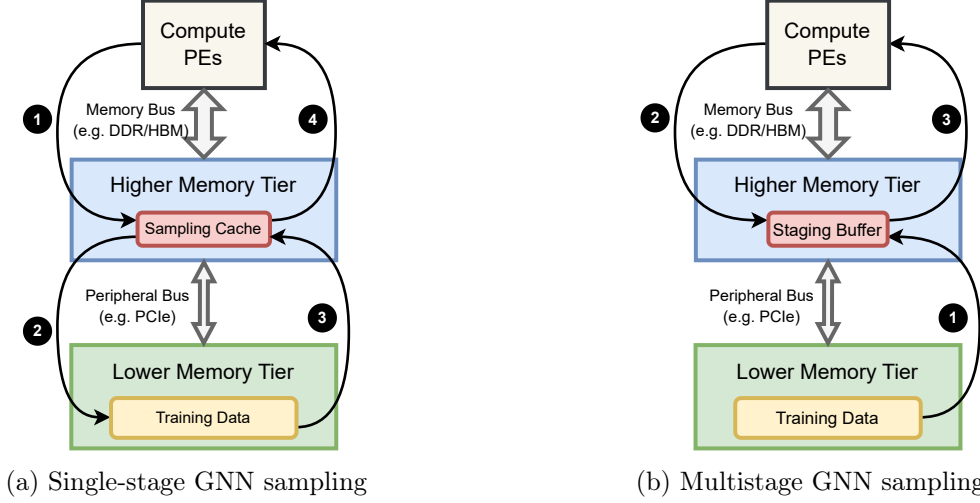 Compute
PEs
1
4
Memory Bus
(e.g. DDR/HBM)
Higher Memory Tier
Sampling Cache
Peripheral Bus
(e.g. PCIe)
2
3
Lower Memory Tier
Training Data
(a) Single-stage GNN sampling
Compute
PEs
2
3
Memory Bus
(e.g. DDR/HBM)
Higher Memory Tier
Staging Buffer
Peripheral Bus
(e.g. PCIe)
1
Lower Memory Tier
Training Data
(b) Multistage GNN sampling